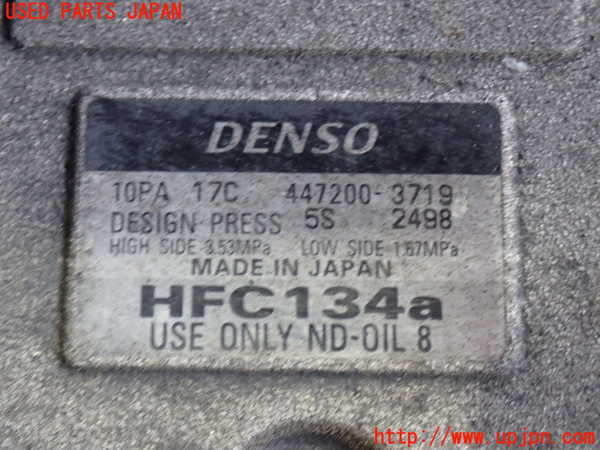 USED PARTS JAPAN
DENSO
10PA 17C 447200-3719
DESIGN PRESS 5S 2498
HIGH SIDE 3.53MPa LOW SIDE 1.67MPa
MADE IN JAPAN
HFC134a
USE ONLY ND-OIL 8
http://www.upjpn.com/